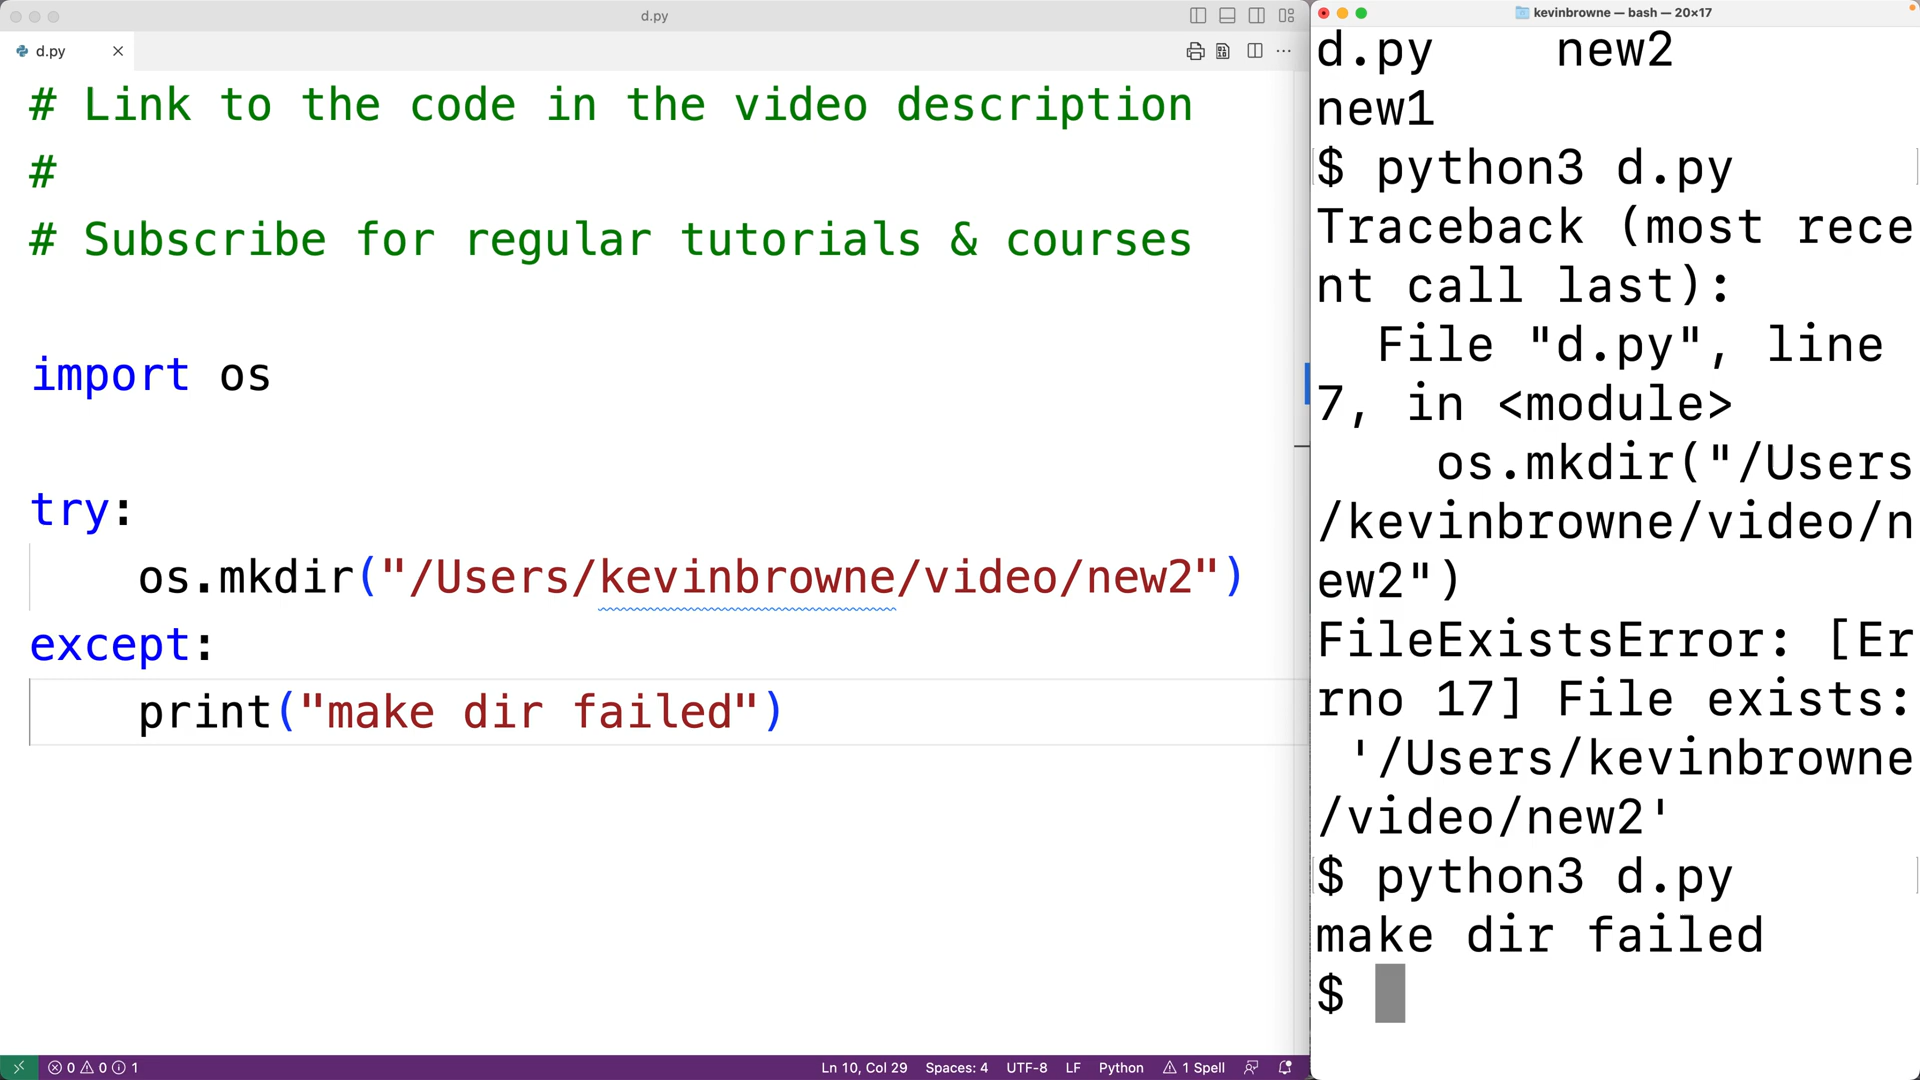 d.py
d.py
# Link to the code in the video description
#
# Subscribe for regular tutorials & courses
import os
try:
    os.mkdir("/Users/kevinbrowne/video/new2")
except:
    print("make dir failed")
0 0 1
Ln 10, Col 29 Spaces: 4 UTF-8 LF Python 1 Spell
kevinbrowne — bash — 20×17
d.py    new2
new1
$ python3 d.py
Traceback (most rece
nt call last):
  File "d.py", line
7, in <module>
    os.mkdir("/Users
/kevinbrowne/video/n
ew2")
FileExistsError: [Er
rno 17] File exists:
 '/Users/kevinbrowne
/video/new2'
$ python3 d.py
make dir failed
$